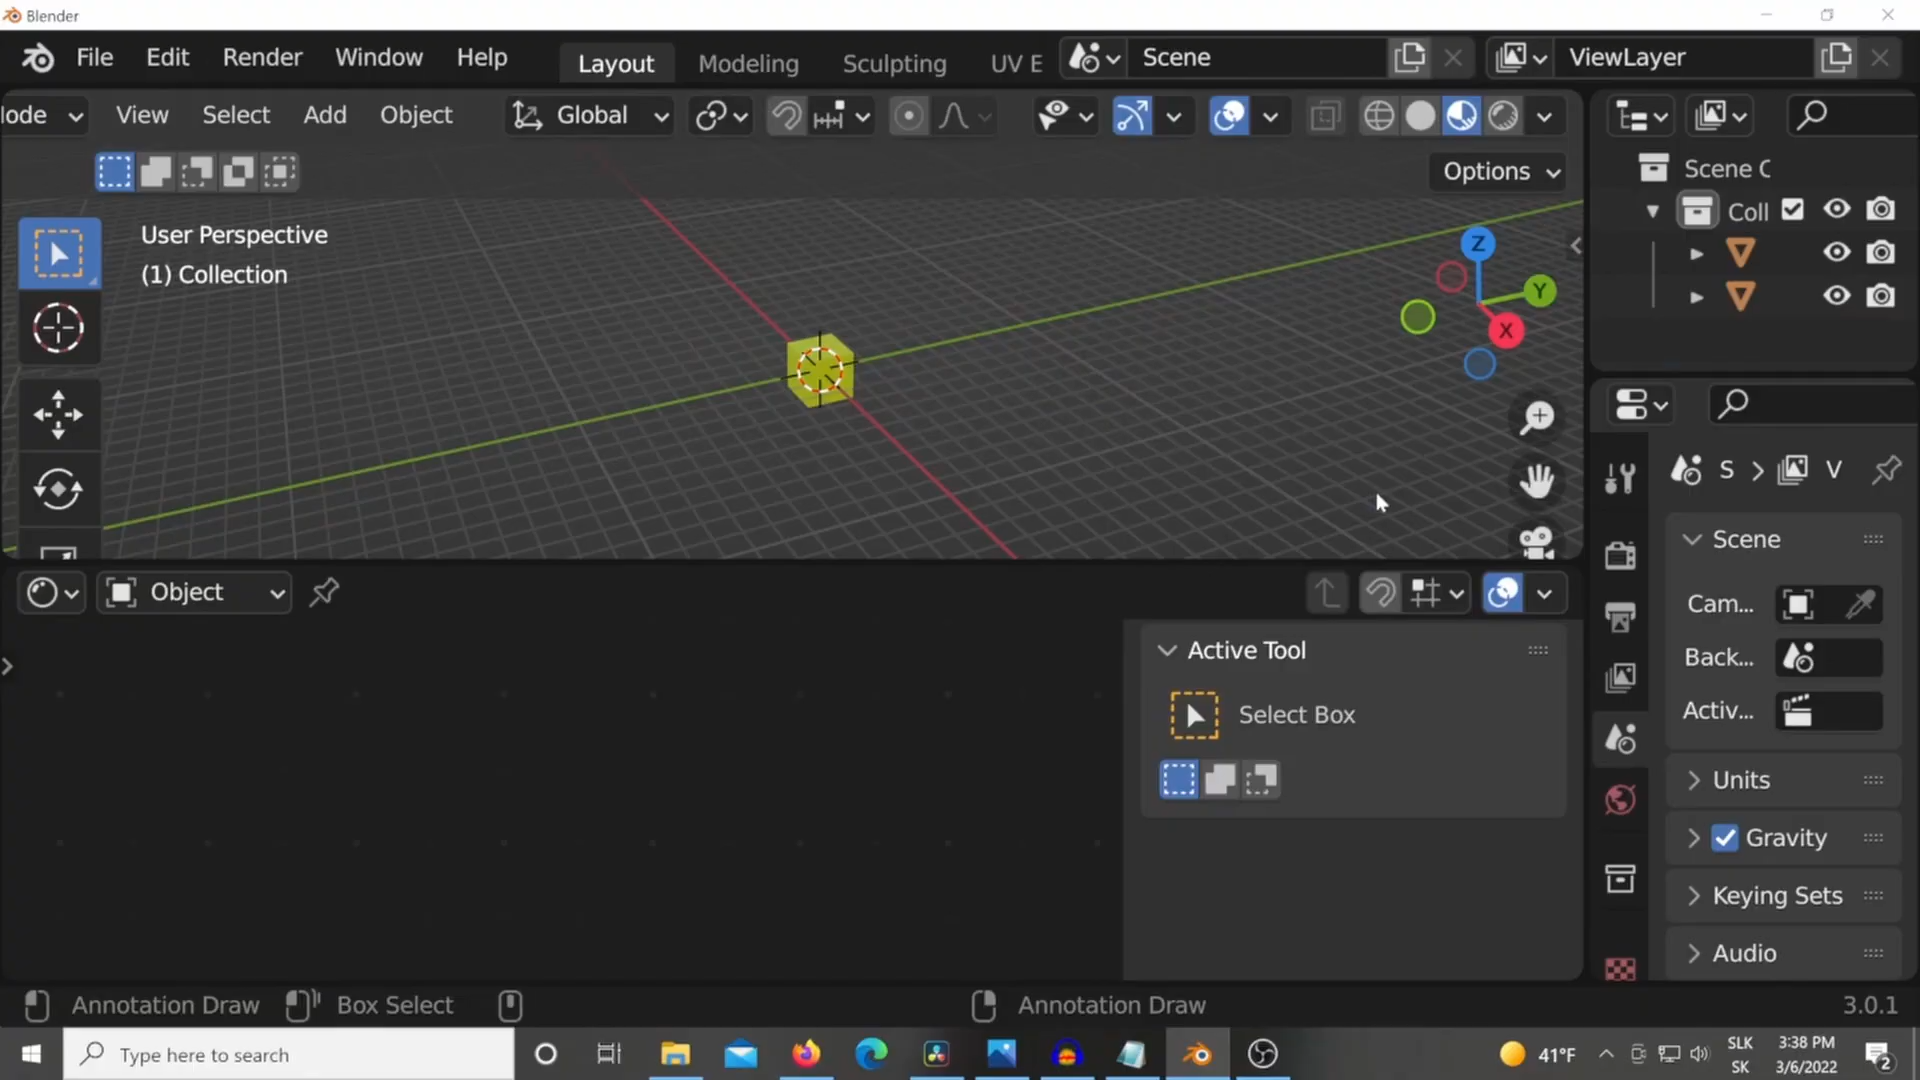 Blender
File Edit Render Window Help Layout Modeling Sculpting UV E Scene ViewLayer
lode View Select Add Object Global
Options
User Perspective
(1) Collection
Z
Y
X
Scene C
Coll
S > V
Scene
Cam...
Back...
Activ...
Units
Gravity
Keying Sets
Audio
Object
Active Tool
Select Box
Annotation Draw Box Select Annotation Draw 3.0.1
Type here to search
41°F
SLK
SK
3:38 PM
3/6/2022
2